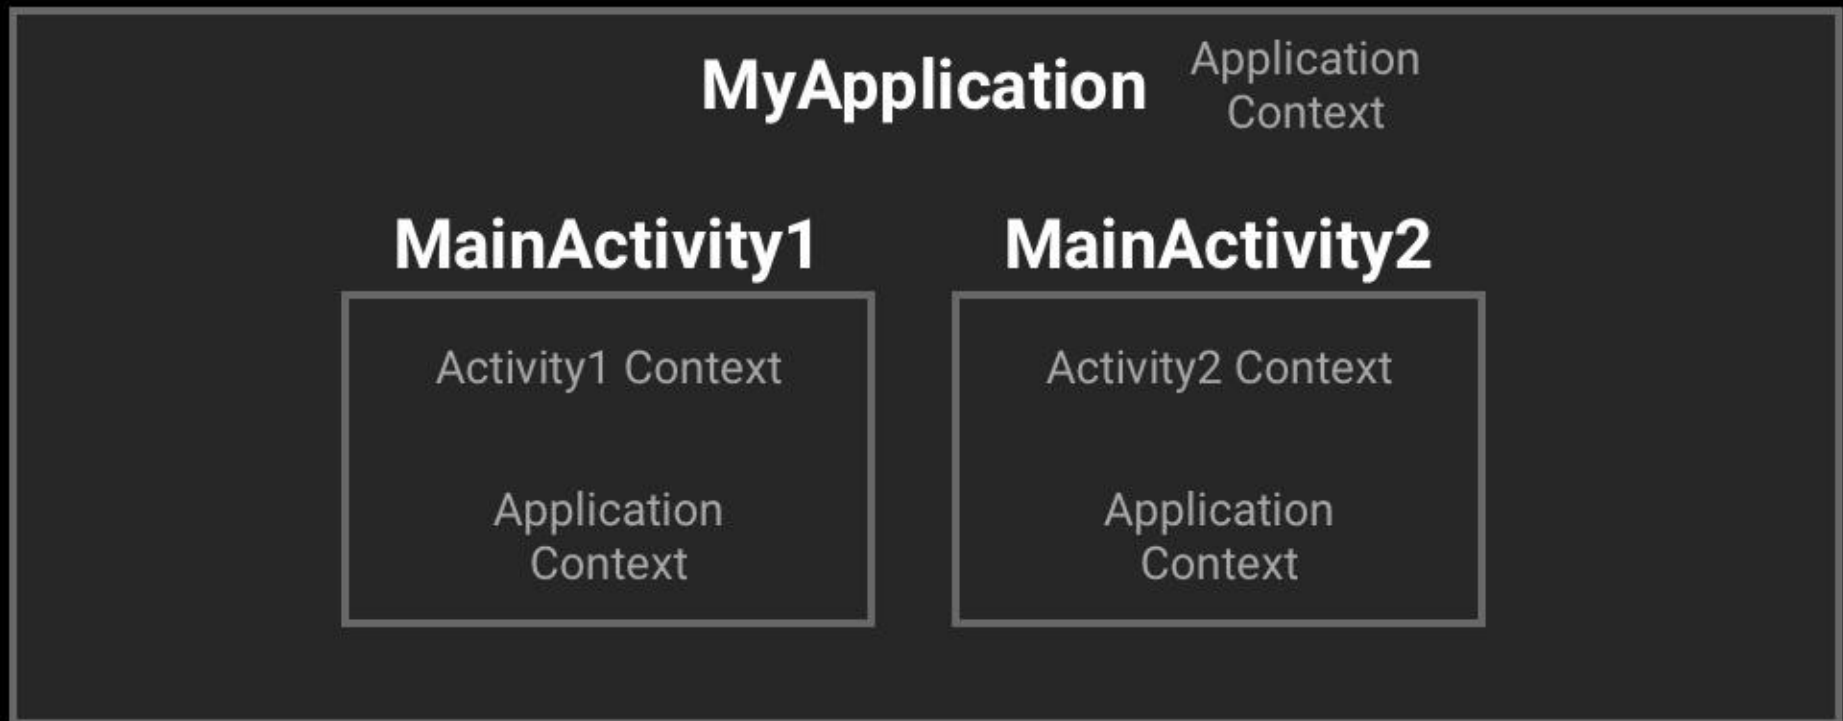 MyApplication
Application
Context
MainActivity1
Activity1 Context
Application
Context
MainActivity2
Activity2 Context
Application
Context